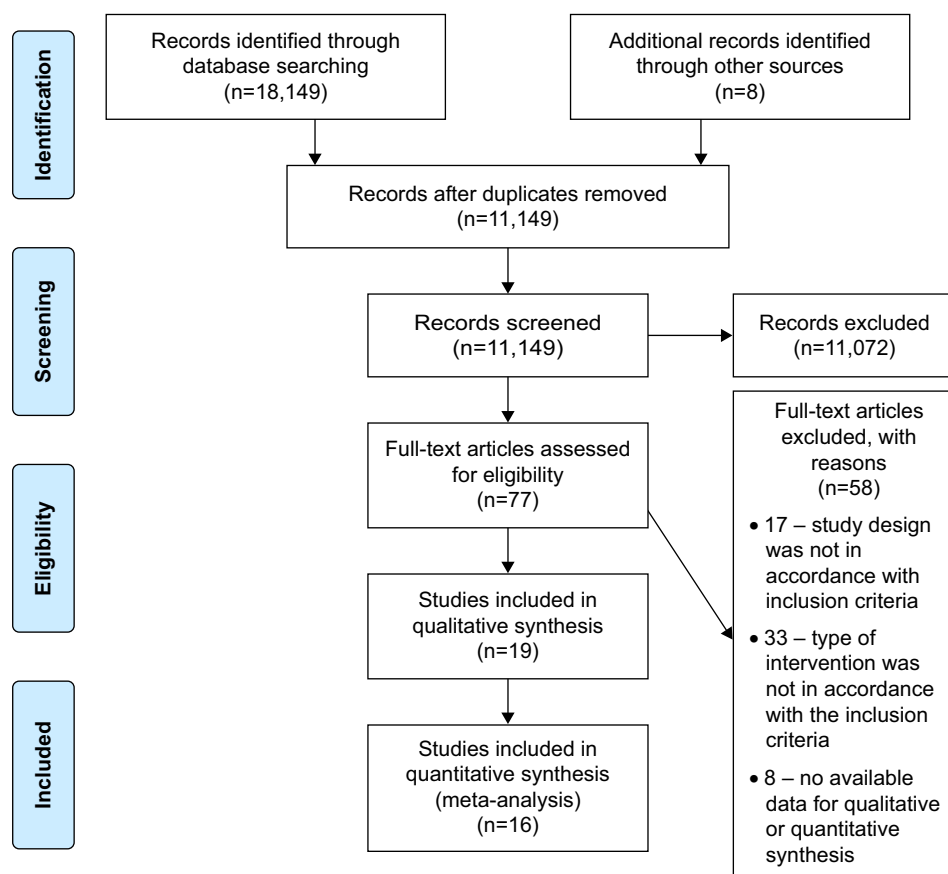 Identification
Records identified through
database searching
(n=18,149)
Additional records identified
through other sources
(n=8)
Records after duplicates removed
(n=11,149)
Screening
Records screened
(n=11,149)
Records excluded
(n=11,072)
Eligibility
Full-text articles assessed
for eligibility
(n=77)
Full-text articles
excluded, with
reasons
(n=58)
• 17 – study design
was not in
accordance with
inclusion criteria
• 33 – type of
intervention was
not in accordance
with the inclusion
criteria
• 8 – no available
data for qualitative
or quantitative
synthesis
Studies included in
qualitative synthesis
(n=19)
Included
Studies included in
quantitative synthesis
(meta-analysis)
(n=16)